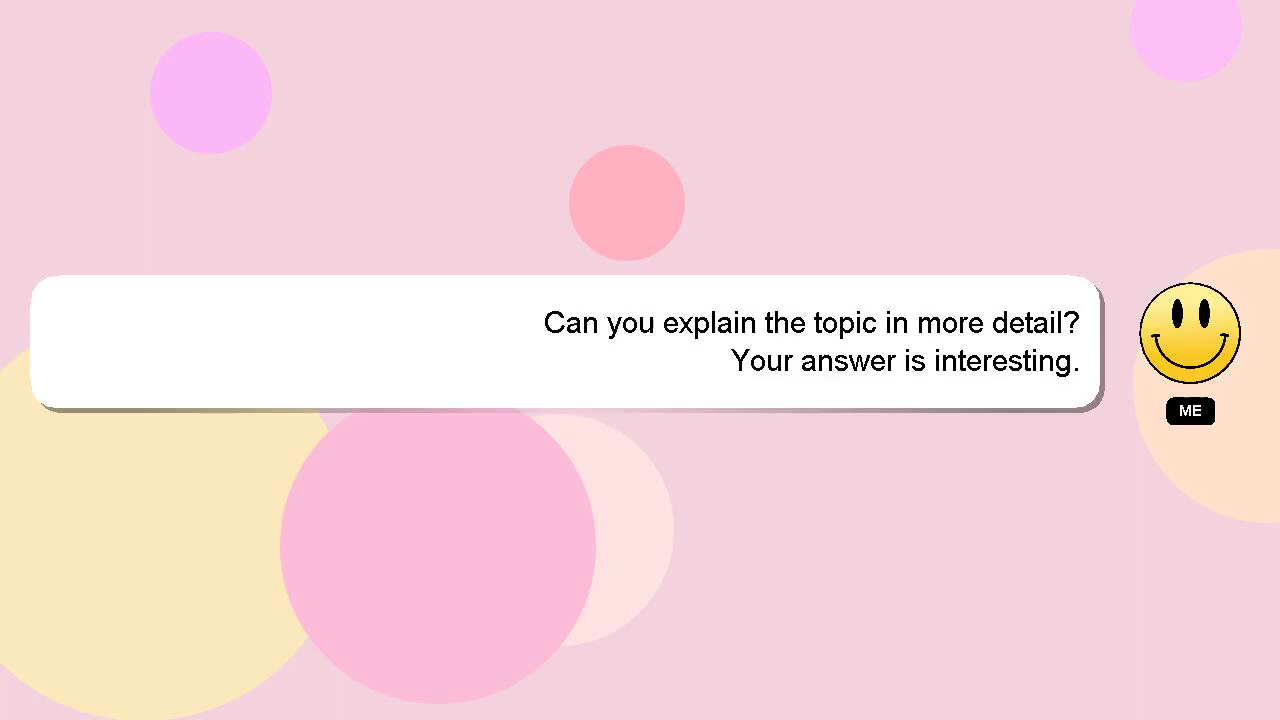 Can you explain the topic in more detail?
Your answer is interesting.
ME